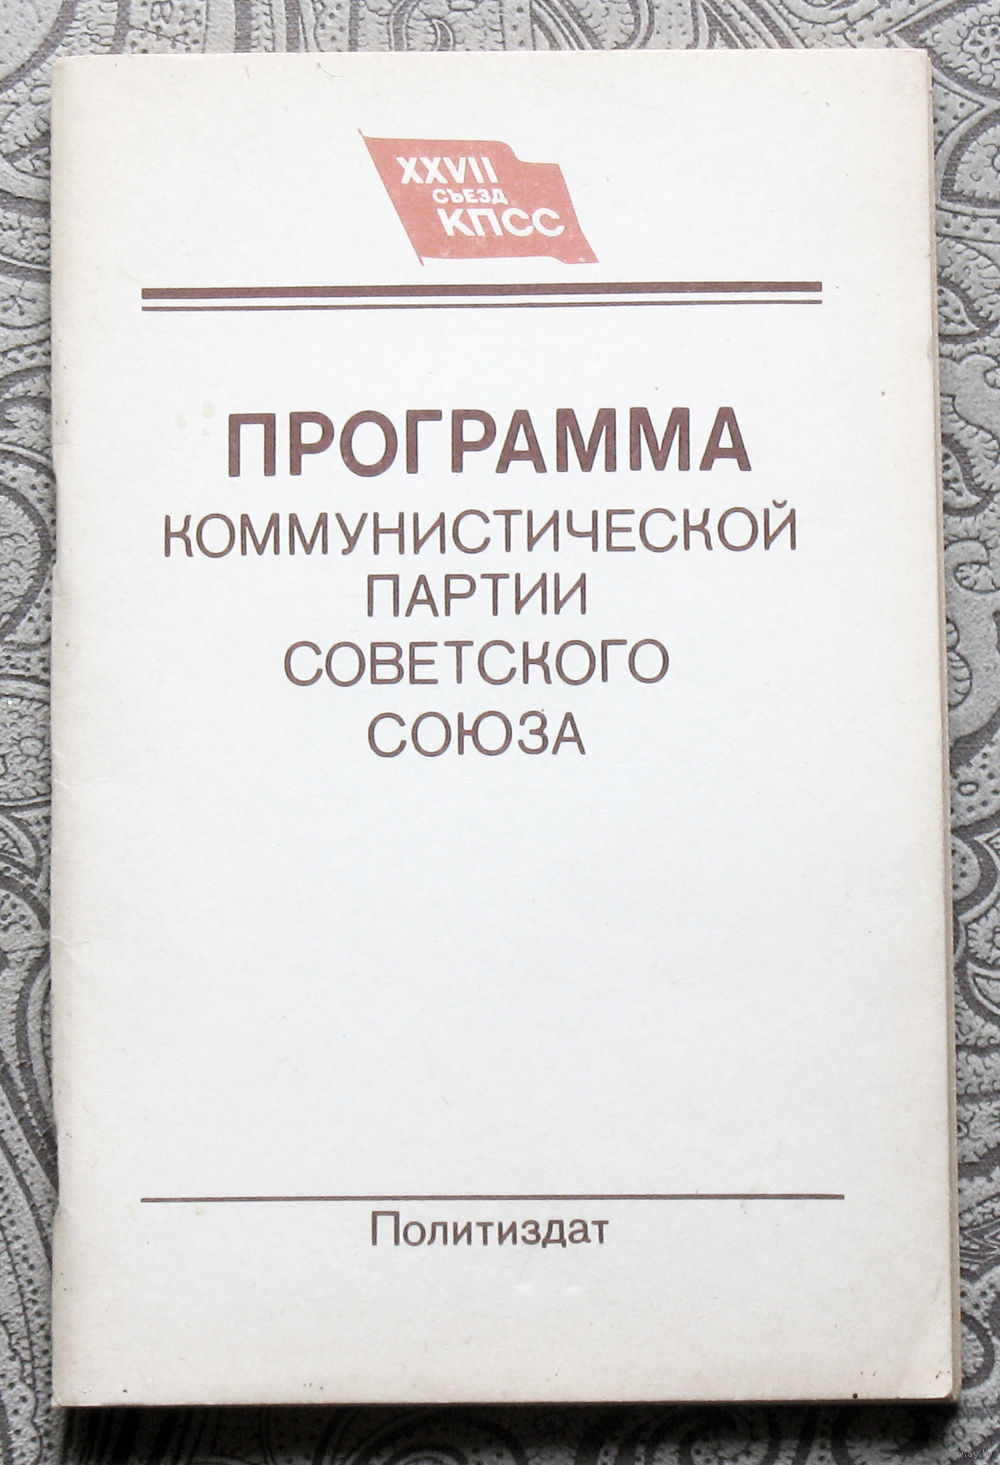 XXVII
СЪЕЗД
КПСС
ПРОГРАММА
КОММУНИСТИЧЕСКОЙ
ПАРТИИ
СОВЕТСКОГО
СОЮЗА
Политиздат